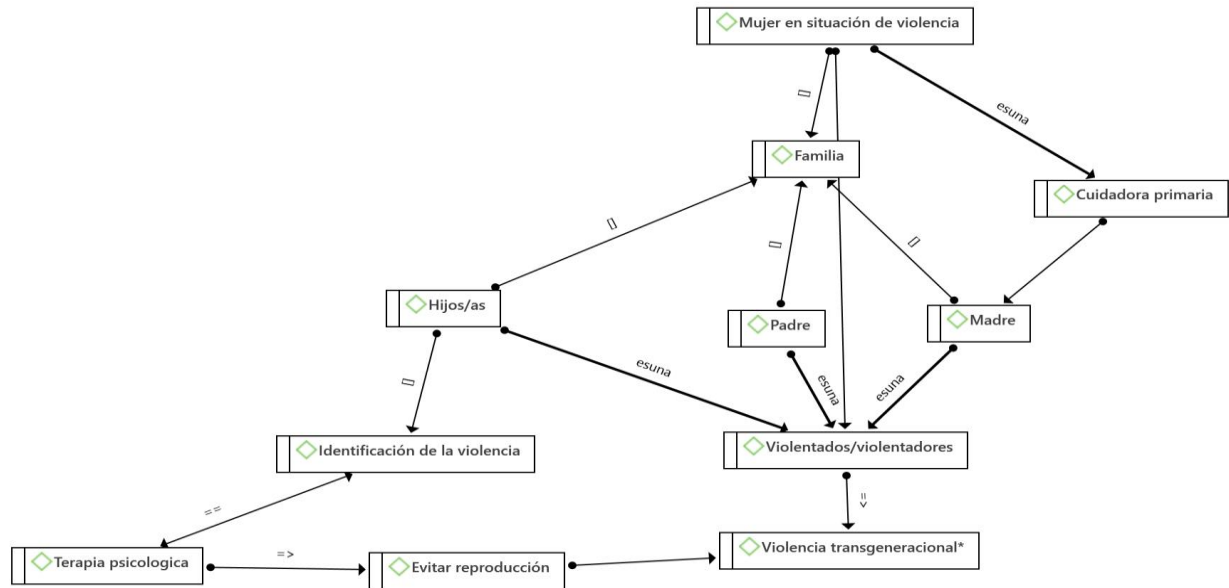 Mujer en situación de violencia
[]
esuna
Familia
Cuidadora primaria
[]
[]
[]
Hijos/as
Padre
Madre
[]
esuna
esuna
esuna
Identificación de la violencia
Violentados/violentadores
==
=>
Terapia psicologica
=>
Evitar reproducción
Violencia transgeneracional*